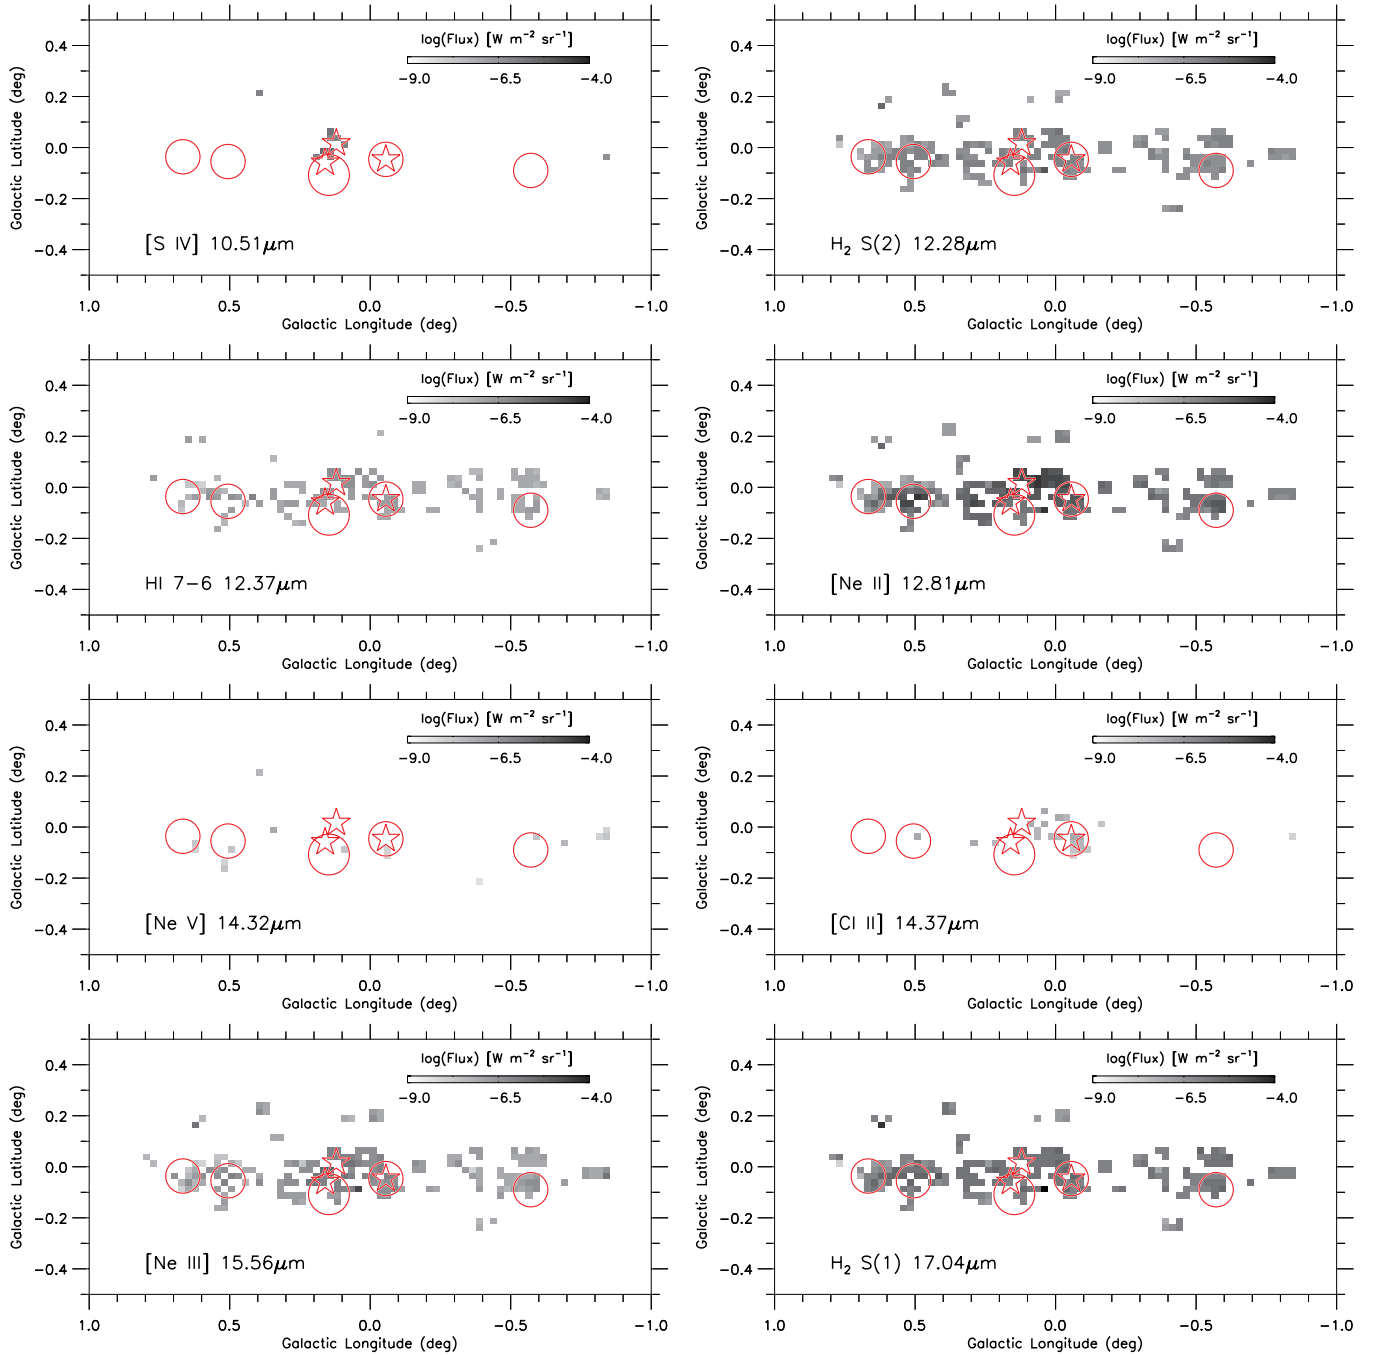 log(Flux) [W m⁻² sr⁻¹]
−9.0 −6.5 −4.0
0.4
0.2
0.0
−0.2
−0.4
Galactic Latitude (deg)
[S IV] 10.51μm
1.0 0.5 0.0 −0.5 −1.0
Galactic Longitude (deg)
log(Flux) [W m⁻² sr⁻¹]
−9.0 −6.5 −4.0
0.4
0.2
0.0
−0.2
−0.4
Galactic Latitude (deg)
H₂ S(2) 12.28μm
1.0 0.5 0.0 −0.5 −1.0
Galactic Longitude (deg)
log(Flux) [W m⁻² sr⁻¹]
−9.0 −6.5 −4.0
0.4
0.2
0.0
−0.2
−0.4
Galactic Latitude (deg)
HI 7−6 12.37μm
1.0 0.5 0.0 −0.5 −1.0
Galactic Longitude (deg)
log(Flux) [W m⁻² sr⁻¹]
−9.0 −6.5 −4.0
0.4
0.2
0.0
−0.2
−0.4
Galactic Latitude (deg)
[Ne II] 12.81μm
1.0 0.5 0.0 −0.5 −1.0
Galactic Longitude (deg)
log(Flux) [W m⁻² sr⁻¹]
−9.0 −6.5 −4.0
0.4
0.2
0.0
−0.2
−0.4
Galactic Latitude (deg)
[Ne V] 14.32μm
1.0 0.5 0.0 −0.5 −1.0
Galactic Longitude (deg)
log(Flux) [W m⁻² sr⁻¹]
−9.0 −6.5 −4.0
0.4
0.2
0.0
−0.2
−0.4
Galactic Latitude (deg)
[Cl II] 14.37μm
1.0 0.5 0.0 −0.5 −1.0
Galactic Longitude (deg)
log(Flux) [W m⁻² sr⁻¹]
−9.0 −6.5 −4.0
0.4
0.2
0.0
−0.2
−0.4
Galactic Latitude (deg)
[Ne III] 15.56μm
1.0 0.5 0.0 −0.5 −1.0
Galactic Longitude (deg)
log(Flux) [W m⁻² sr⁻¹]
−9.0 −6.5 −4.0
0.4
0.2
0.0
−0.2
−0.4
Galactic Latitude (deg)
H₂ S(1) 17.04μm
1.0 0.5 0.0 −0.5 −1.0
Galactic Longitude (deg)